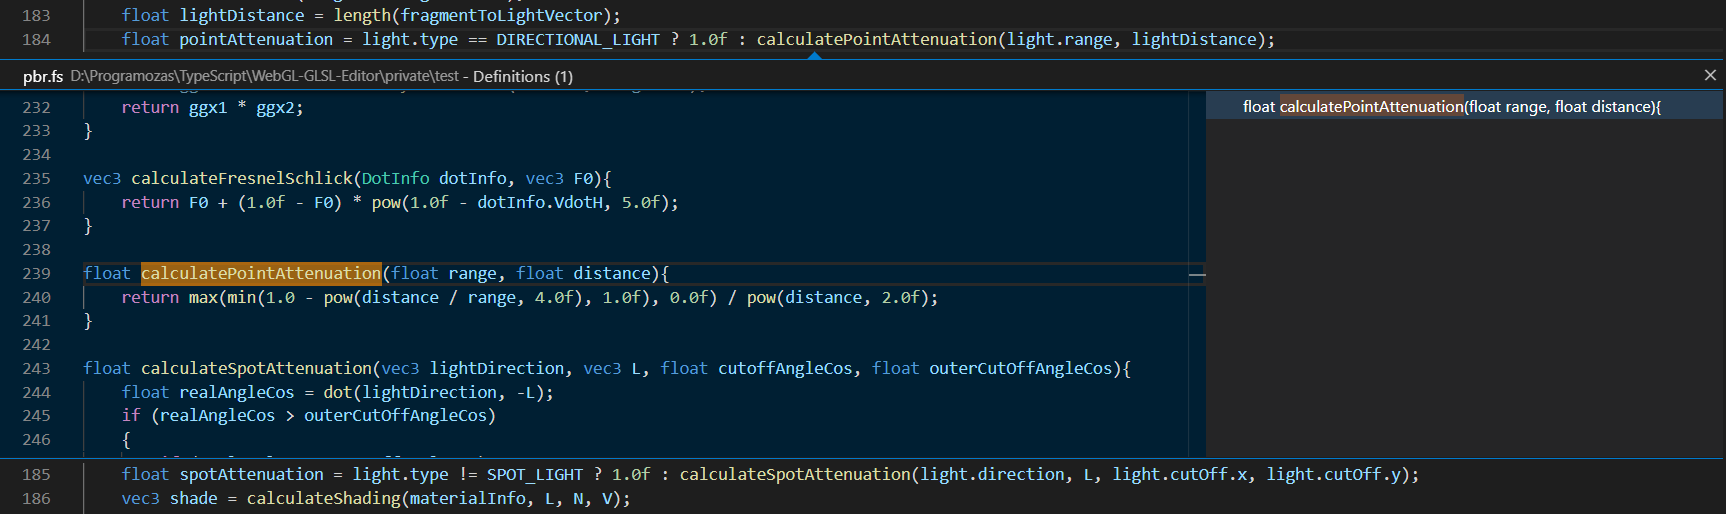 183 float lightDistance = length(fragmentToLightVector);
184 float pointAttenuation = light.type == DIRECTIONAL_LIGHT ? 1.0f : calculatePointAttenuation(light.range, lightDistance);
pbr.fs D:\Programozas\TypeScript\WebGL-GLSL-Editor\private\test - Definitions (1)
232 return ggx1 * ggx2;
233 }
234
235 vec3 calculateFresnelSchlick(DotInfo dotInfo, vec3 F0){
236 return F0 + (1.0f - F0) * pow(1.0f - dotInfo.VdotH, 5.0f);
237 }
238
239 float calculatePointAttenuation(float range, float distance){
240 return max(min(1.0 - pow(distance / range, 4.0f), 1.0f), 0.0f) / pow(distance, 2.0f);
241 }
242
243 float calculateSpotAttenuation(vec3 lightDirection, vec3 L, float cutoffAngleCos, float outerCutOffAngleCos){
244 float realAngleCos = dot(lightDirection, -L);
245 if (realAngleCos > outerCutOffAngleCos)
246 {
float calculatePointAttenuation(float range, float distance){
185 float spotAttenuation = light.type != SPOT_LIGHT ? 1.0f : calculateSpotAttenuation(light.direction, L, light.cutOff.x, light.cutOff.y);
186 vec3 shade = calculateShading(materialInfo, L, N, V);